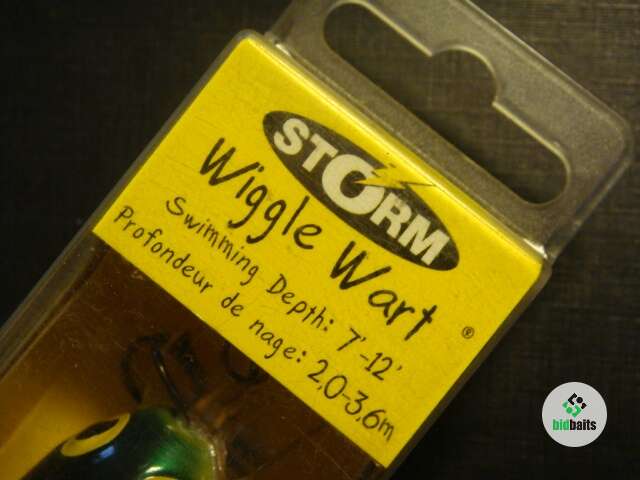 STORM
Wiggle Wart ®
Swimming Depth: 7'-12'
Profondeur de nage: 2,0-3,6m
bidbaits